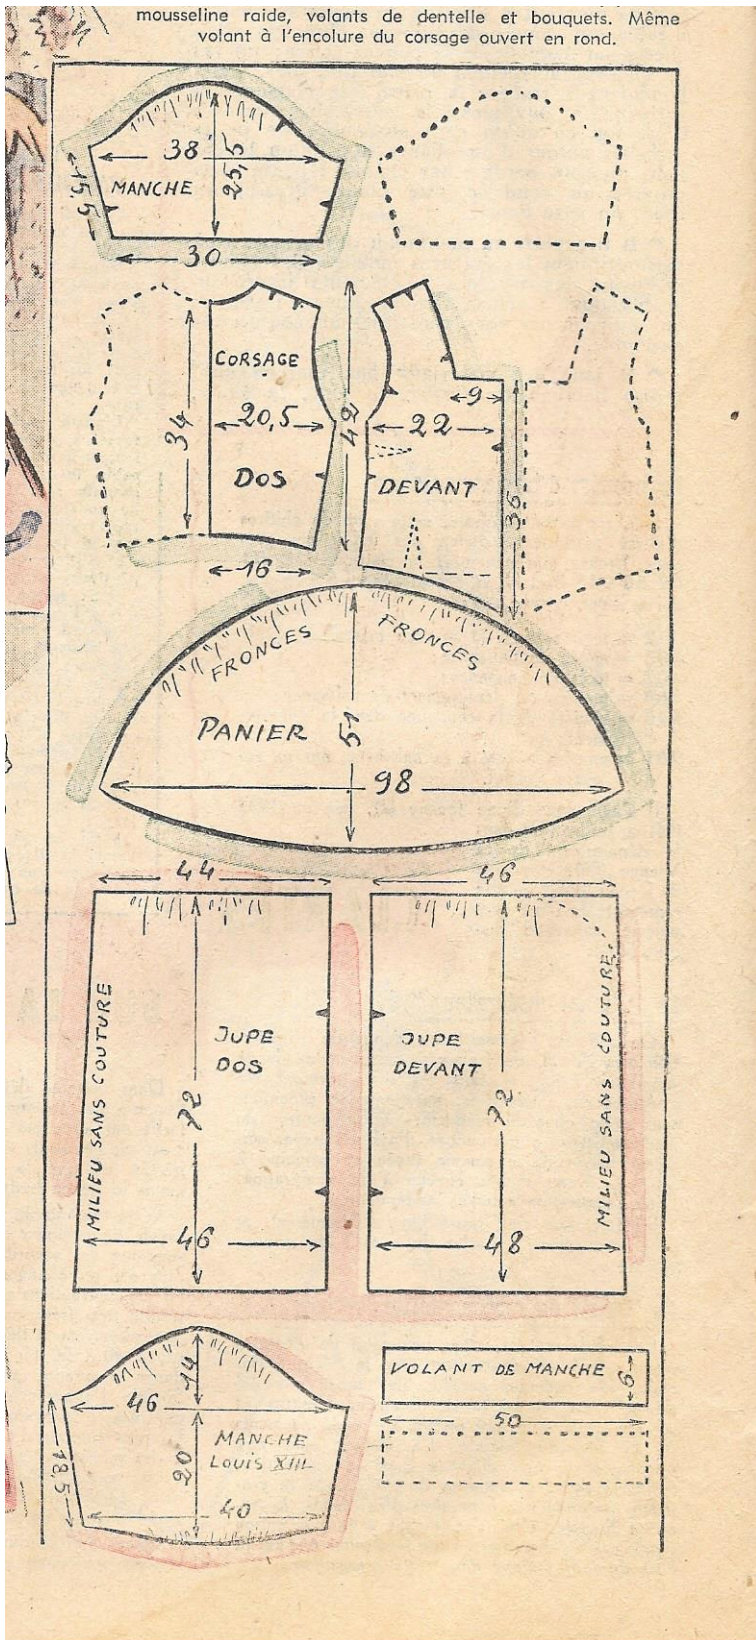 mousseline raide, volants de dentelle et bouquets. Même
volant à l'encolure du corsage ouvert en rond.
38
25,5
15,5
MANCHE
30
CORSAGE
34
20,5
DOS
16
42
9
22
DEVANT
36
FRONCES
FRONCES
PANIER
51
98
44
46
MILIEU SANS COUTURE
JUPE
DOS
72
46
JUPE
DEVANT
72
MILIEU SANS COUTURE
48
14
46
MANCHE
LOUIS XIII
20
18,5
40
VOLANT DE MANCHE
6
50